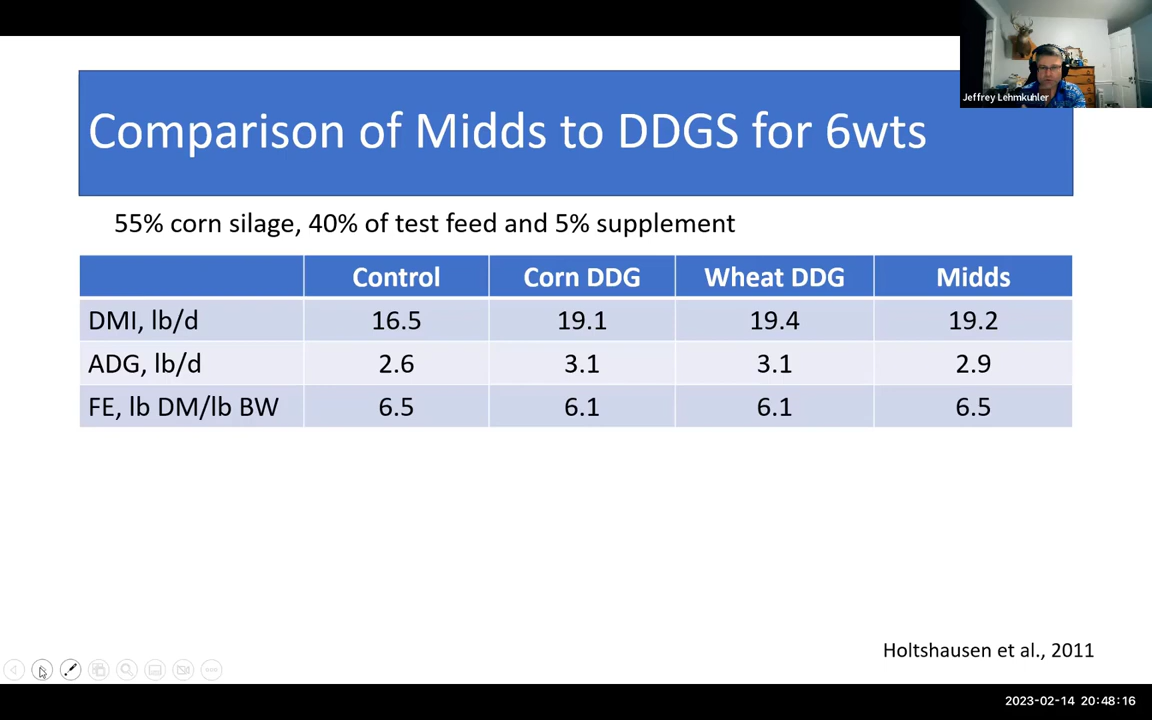 Jeffrey Lehmkuhler
Comparison of Midds to DDGS for 6wts
55% corn silage, 40% of test feed and 5% supplement
Control Corn DDG Wheat DDG Midds
DMI, lb/d 16.5 19.1 19.4 19.2
ADG, lb/d 2.6 3.1 3.1 2.9
FE, lb DM/lb BW 6.5 6.1 6.1 6.5
Holtshausen et al., 2011
2023-02-14 20:48:16